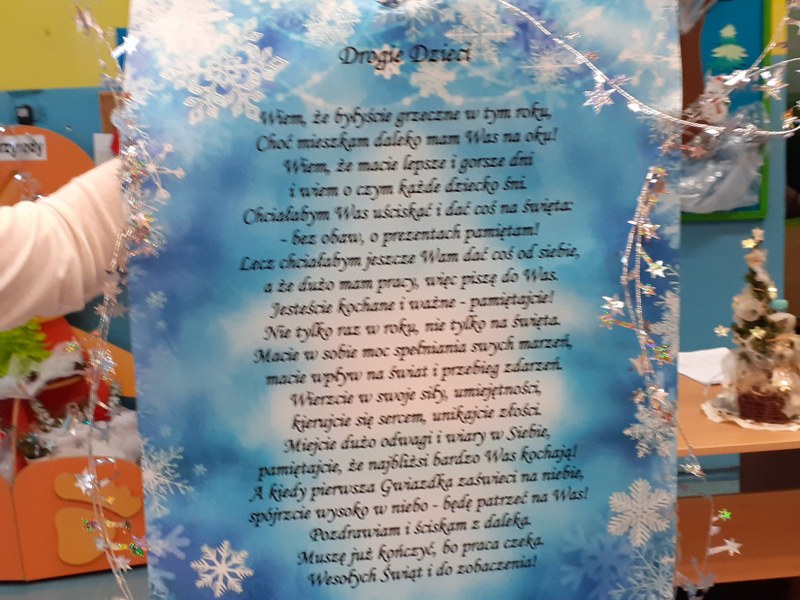 Drogie Dzieci
Wiem, że byłyście grzeczne w tym roku,
Choć mieszkam daleko mam Was na oku!
Wiem, że macie lepsze i gorsze dni
i wiem o czym każde dziecko śni.
Chciałabym Was uściskać i dać coś na święta:
- bez obaw, o prezentach pamiętam!
Lecz chciałabym jeszcze Wam dać coś od siebie,
a że dużo mam pracy, więc piszę do Was.
Jesteście kochane i ważne - pamiętajcie!
Nie tylko raz w roku, nie tylko na święta.
Macie w sobie moc spełniania swych marzeń,
macie wpływ na świat i przebieg zdarzeń.
Wierzcie w swoje siły, umiejętności,
kierujcie się sercem, unikajcie złości.
Miejcie dużo odwagi i wiary w Siebie,
pamiętajcie, że najbliżsi bardzo Was kochają!
A kiedy pierwsza Gwiazdka zaświeci na niebie,
spójrzcie wysoko w niebo - będę patrzeć na Was!
Pozdrawiam i ściskam z daleka.
Muszę już kończyć, bo praca czeka.
Wesołych Świąt i do zobaczenia!